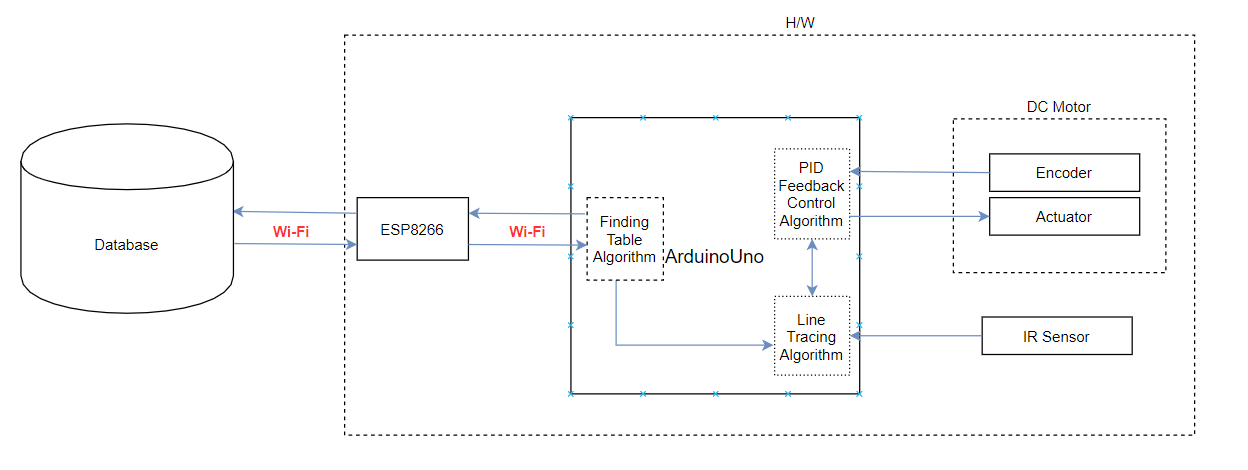 H/W
DC Motor
PID
Feedback
Control
Algorithm
Encoder
Actuator
Database
Wi-Fi
ESP8266
Wi-Fi
Finding
Table
Algorithm
ArduinoUno
Line
Tracing
Algorithm
IR Sensor